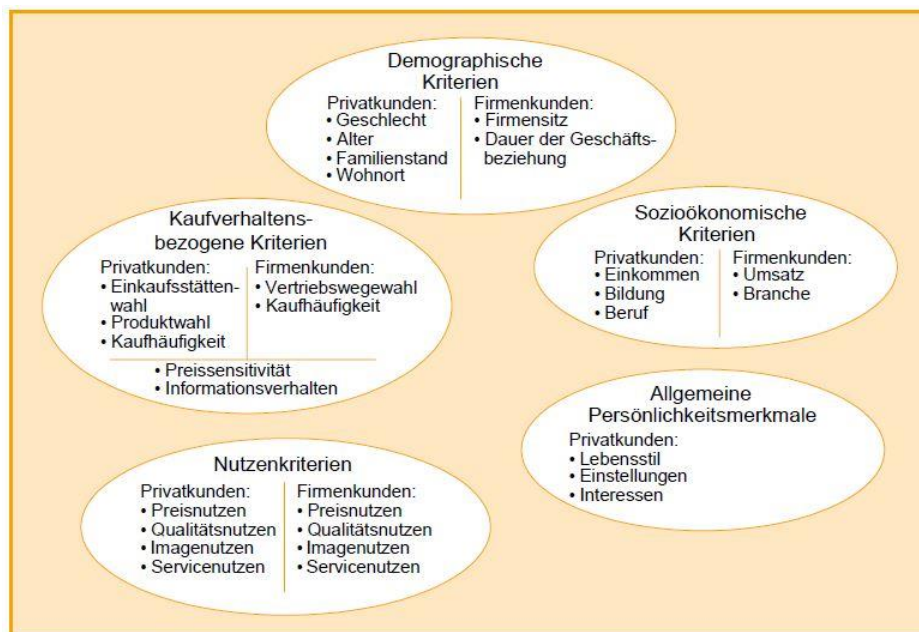 Demographische
Kriterien
Privatkunden:
• Geschlecht
• Alter
• Familienstand
• Wohnort
Firmenkunden:
• Firmensitz
• Dauer der Geschäfts-
beziehung
Kaufverhaltens-
bezogene Kriterien
Privatkunden:
• Einkaufsstätten-
wahl
• Produktwahl
• Kaufhäufigkeit
Firmenkunden:
• Vertriebswegewahl
• Kaufhäufigkeit
• Preissensitivität
• Informationsverhalten
Sozioökonomische
Kriterien
Privatkunden:
• Einkommen
• Bildung
• Beruf
Firmenkunden:
• Umsatz
• Branche
Allgemeine
Persönlichkeitsmerkmale
Privatkunden:
• Lebensstil
• Einstellungen
• Interessen
Nutzenkriterien
Privatkunden:
• Preisnutzen
• Qualitätsnutzen
• Imagenutzen
• Servicenutzen
Firmenkunden:
• Preisnutzen
• Qualitätsnutzen
• Imagenutzen
• Servicenutzen